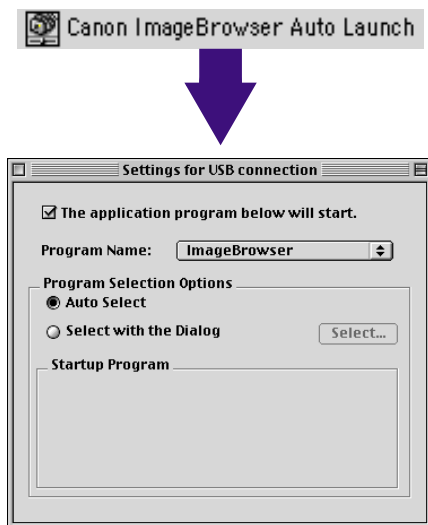 Canon ImageBrowser Auto Launch
Settings for USB connection
The application program below will start.
Program Name: ImageBrowser
Program Selection Options
Auto Select
Select with the Dialog Select...
Startup Program